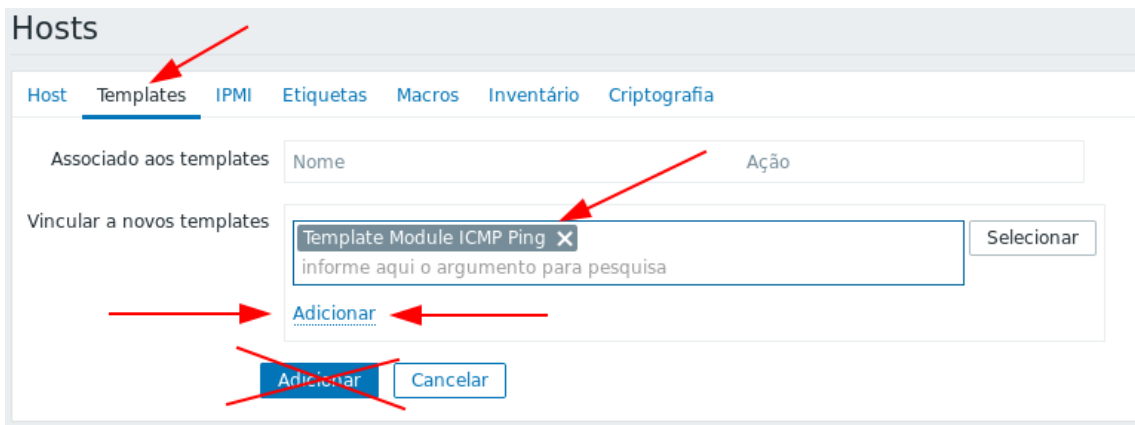 Hosts
Host Templates IPMI Etiquetas Macros Inventário Criptografia
Associado aos templates Nome Ação
Vincular a novos templates Template Module ICMP Ping Selecionar
informe aqui o argumento para pesquisa
Adicionar
Adicionar Cancelar